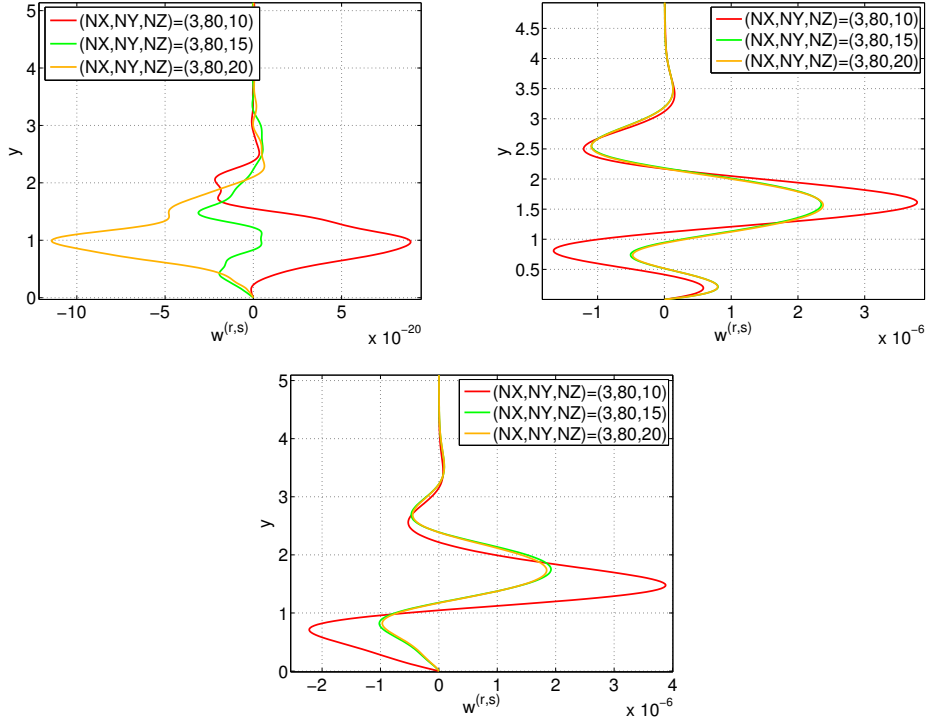 (NX,NY,NZ)=(3,80,10)
(NX,NY,NZ)=(3,80,15)
(NX,NY,NZ)=(3,80,20)
5
4
3
2
1
0
y
−10
−5
0
5
w(r,s)
x 10−20
(NX,NY,NZ)=(3,80,10)
(NX,NY,NZ)=(3,80,15)
(NX,NY,NZ)=(3,80,20)
4.5
3.5
2.5
2
1.5
1
0.5
y
−1
0
1
2
3
w(r,s)
x 10−6
(NX,NY,NZ)=(3,80,10)
(NX,NY,NZ)=(3,80,15)
(NX,NY,NZ)=(3,80,20)
5
4
3
2
1
0
y
−2
−1
0
1
2
3
4
w(r,s)
x 10−6